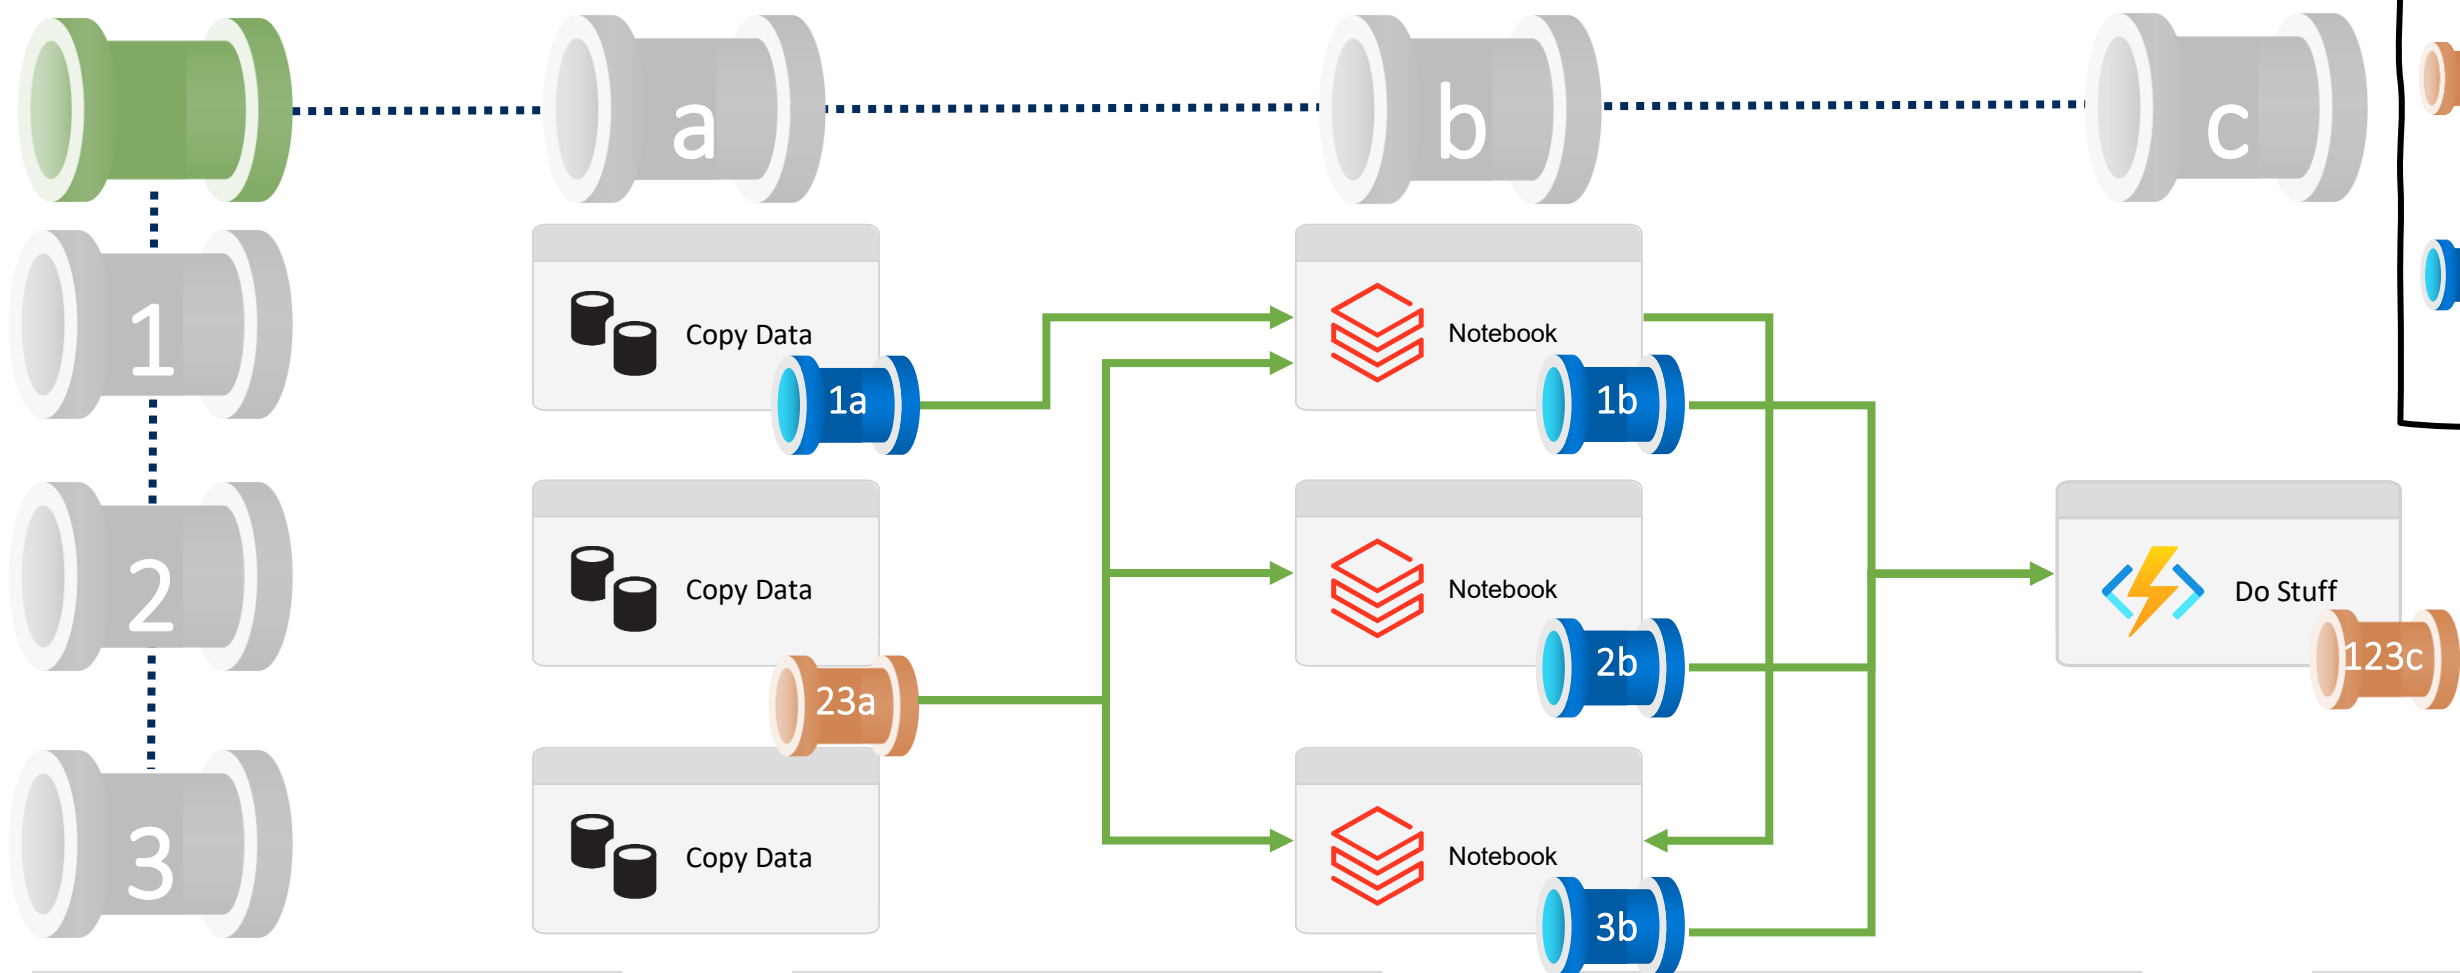 a
b
c
1
Copy Data
1a
Notebook
1b
2
Copy Data
23a
Notebook
2b
Do Stuff
123c
3
Copy Data
Notebook
3b